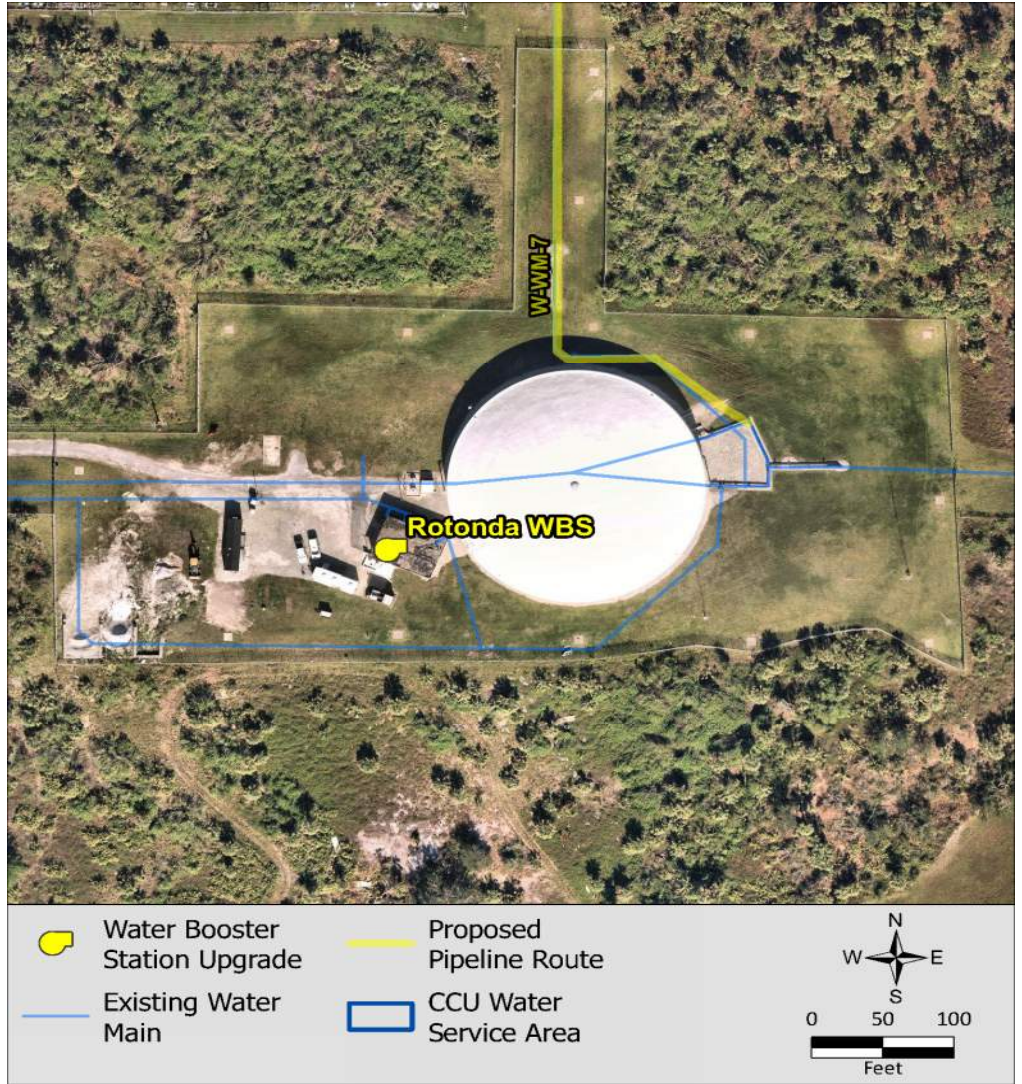 W-WM-7
Rotonda WBS
Water Booster
Station Upgrade
Proposed
Pipeline Route
Existing Water
Main
CCU Water
Service Area
N
W E
S
0 50 100
Feet